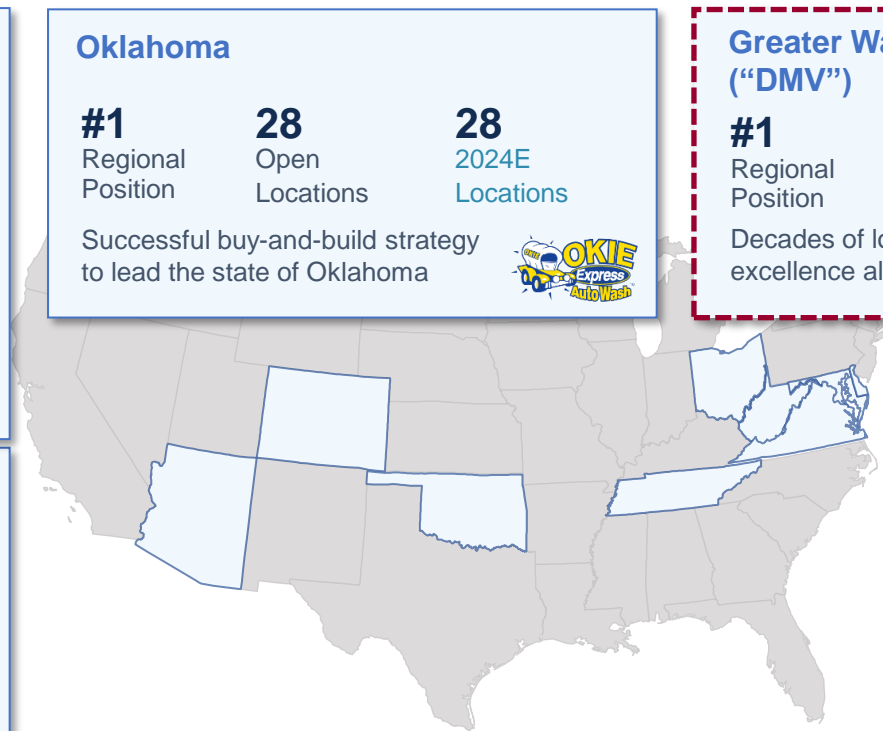 Oklahoma
#1
Regional
Position
28
Open
Locations
28
2024E
Locations
Successful buy-and-build strategy
to lead the state of Oklahoma
OKIE
OKIE
Express
Auto Wash
Greater Wa
("DMV")
#1
Regional
Position
Decades of lo
excellence al